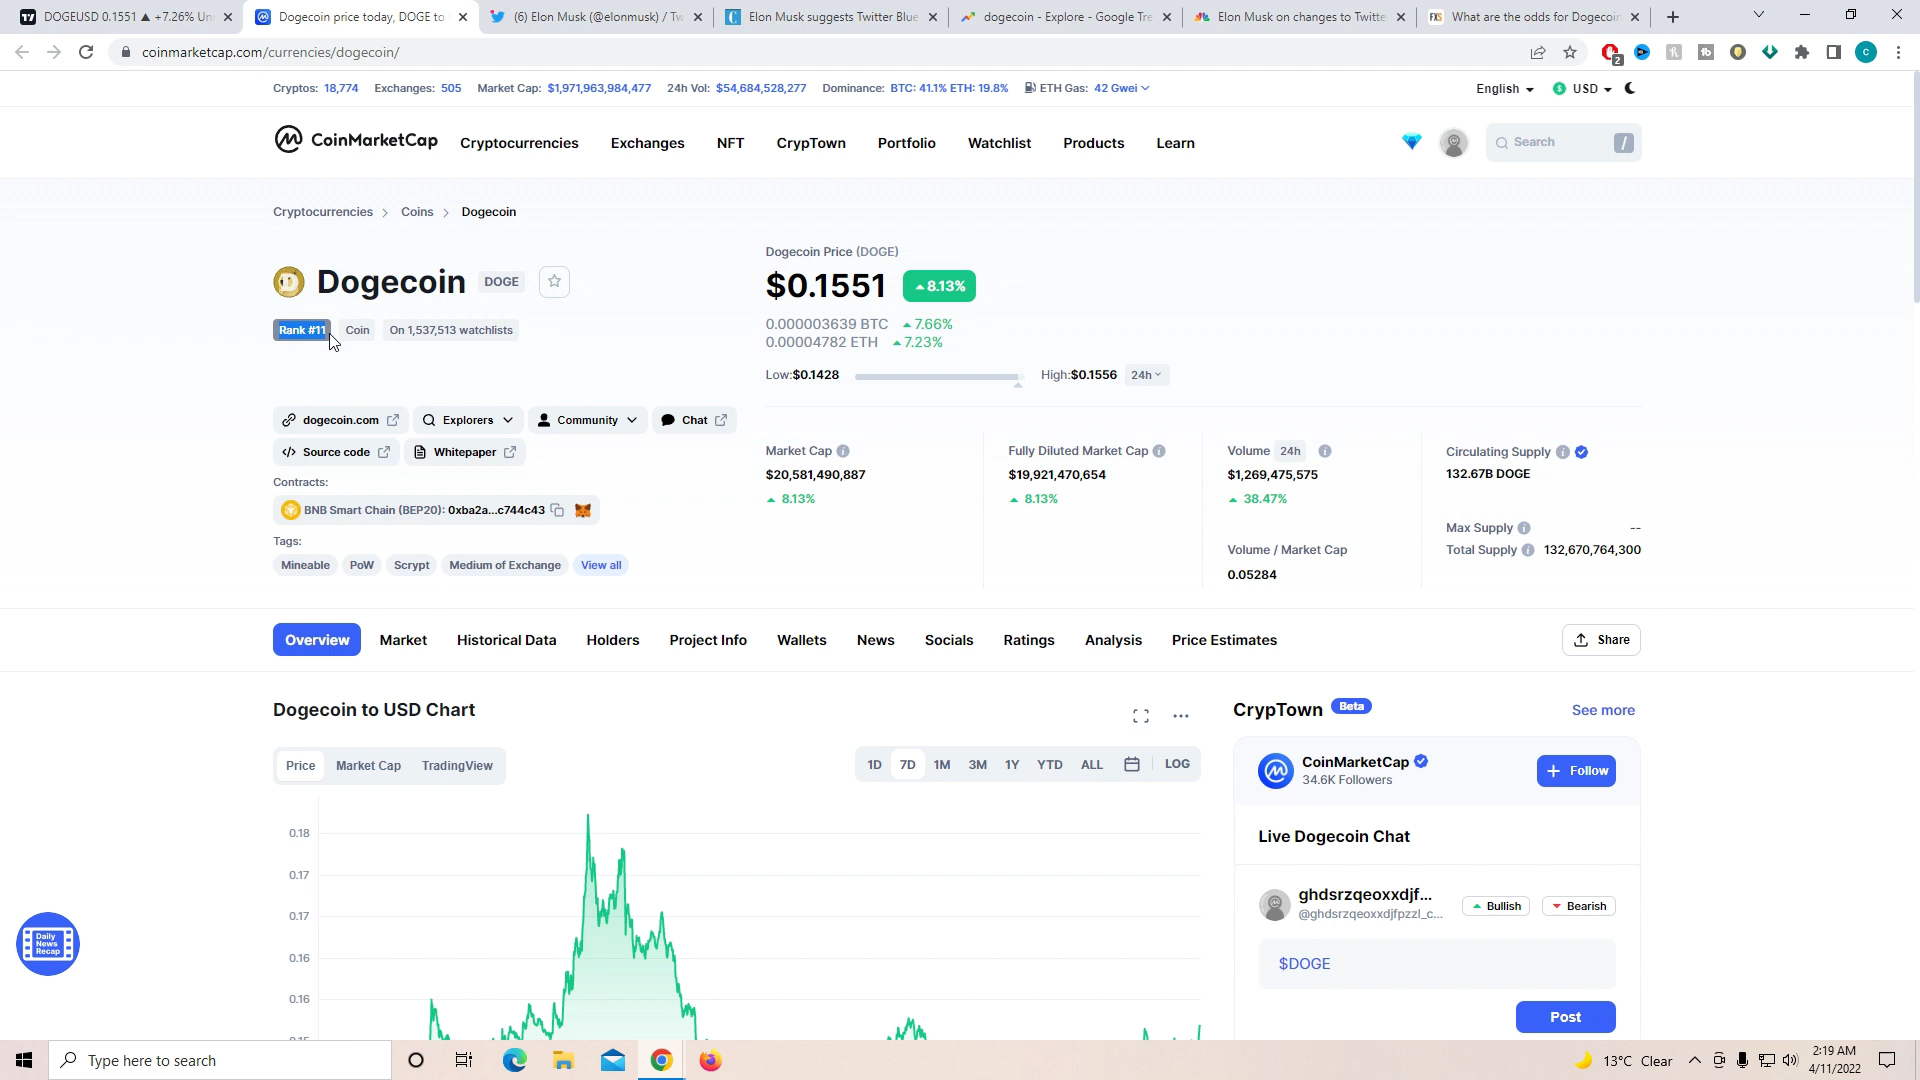 DOGEUSD 0.1551 ▲ +7.26% Un
Dogecoin price today, DOGE to
(6) Elon Musk (@elonmusk) / Tw
Elon Musk suggests Twitter Blue
dogecoin - Explore - Google Tre
Elon Musk on changes to Twitte
What are the odds for Dogecoin
coinmarketcap.com/currencies/dogecoin/
Cryptos: 18,774 Exchanges: 505 Market Cap: $1,971,963,984,477 24h Vol: $54,684,528,277 Dominance: BTC: 41.1% ETH: 19.8% ETH Gas: 42 Gwei
English USD
CoinMarketCap Cryptocurrencies Exchanges NFT CrypTown Portfolio Watchlist Products Learn Search /
Cryptocurrencies > Coins > Dogecoin
Dogecoin DOGE
Rank #11 Coin On 1,537,513 watchlists
Dogecoin Price (DOGE)
$0.1551 8.13%
0.000003639 BTC 7.66%
0.00004782 ETH 7.23%
Low:$0.1428 High:$0.1556 24h
dogecoin.com Explorers Community Chat
Source code Whitepaper
Contracts:
BNB Smart Chain (BEP20): 0xba2a...c744c43
Tags:
Mineable PoW Scrypt Medium of Exchange View all
Market Cap
$20,581,490,887
8.13%
Fully Diluted Market Cap
$19,921,470,654
8.13%
Volume 24h
$1,269,475,575
38.47%
Volume / Market Cap
0.05284
Circulating Supply
132.67B DOGE
Max Supply --
Total Supply 132,670,764,300
Overview Market Historical Data Holders Project Info Wallets News Socials Ratings Analysis Price Estimates Share
Dogecoin to USD Chart
Price Market Cap TradingView
1D 7D 1M 3M 1Y YTD ALL LOG
0.18
0.17
0.17
0.16
0.16
CrypTown Beta See more
CoinMarketCap
34.6K Followers
+ Follow
Live Dogecoin Chat
ghdsrzqeoxxdjf...
@ghdsrzqeoxxdjfpzzl_c...
Bullish Bearish
$DOGE
Post
Daily
News
Recap
Type here to search
13°C Clear
2:19 AM
4/11/2022